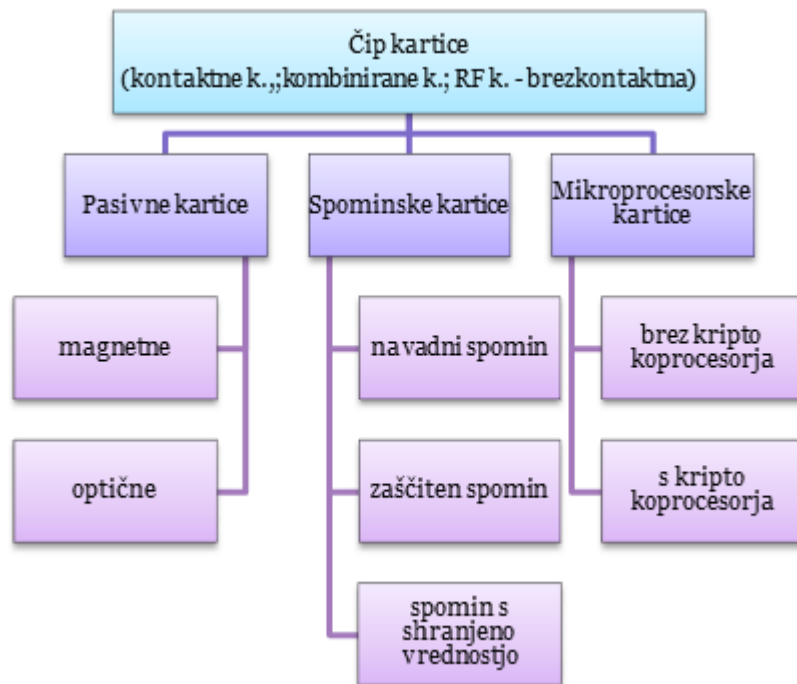 Čip kartice
(kontaktne k.,;kombinirane k.; RF k. - brezkontaktna)
Pasivne kartice
Spominske kartice
Mikroprocesorske
kartice
magnetne
optične
navadni spomin
zaščiten spomin
spomin s
shranjeno
vrednostjo
brez kripto
koprocesorja
s kripto
koprocesorja